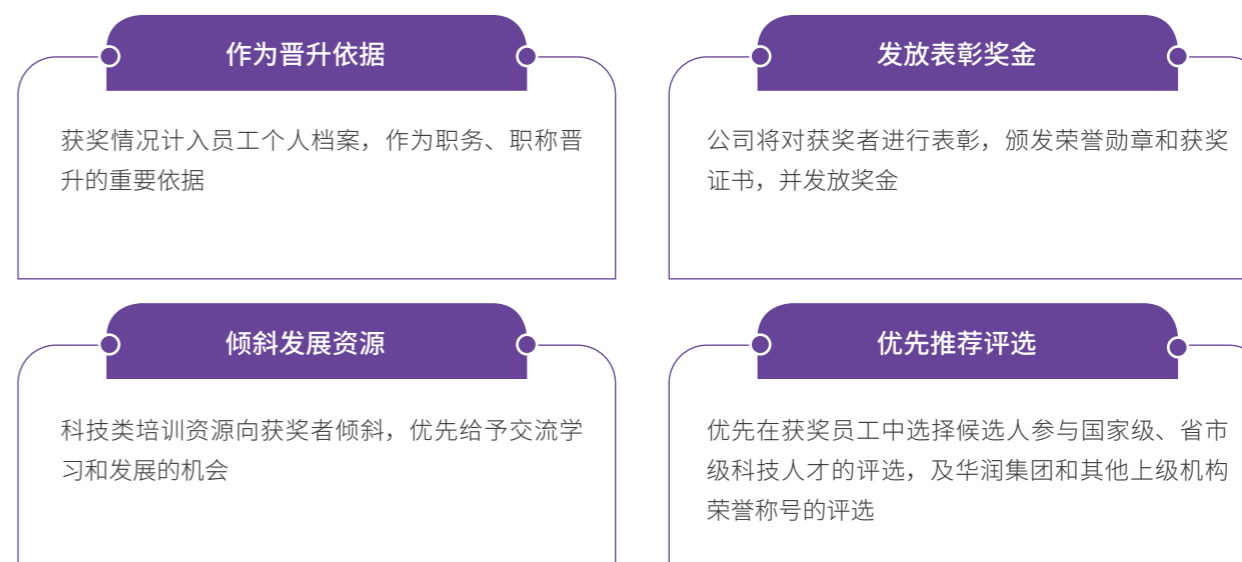 作为晋升依据
获奖情况计入员工个人档案，作为职务、职称晋
升的重要依据
发放表彰奖金
公司将对获奖者进行表彰，颁发荣誉勋章和获奖
证书，并发放奖金
倾斜发展资源
科技类培训资源向获奖者倾斜，优先给予交流学
习和发展的机会
优先推荐评选
优先在获奖员工中选择候选人参与国家级、省市
级科技人才的评选，及华润集团和其他上级机构
荣誉称号的评选